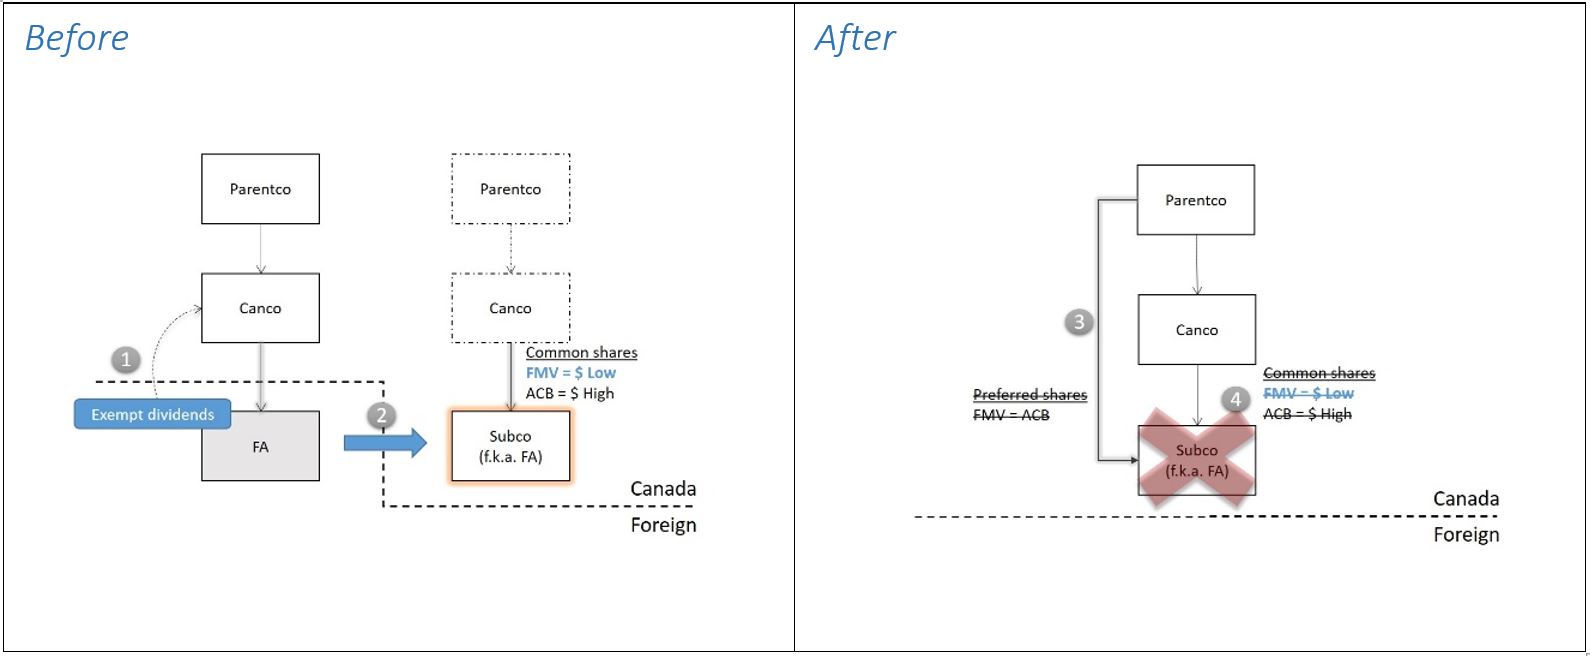 Before
Parentco
Parentco
Canco
Canco
1
Common shares
FMV = $ Low
ACB = $ High
Exempt dividends
2
FA
Subco
(f.k.a. FA)
Canada
Foreign
After
Parentco
3
Canco
Preferred shares
FMV = ACB
4
Common shares
FMV = $ Low
ACB = $ High
Subco
(f.k.a. FA)
Canada
Foreign